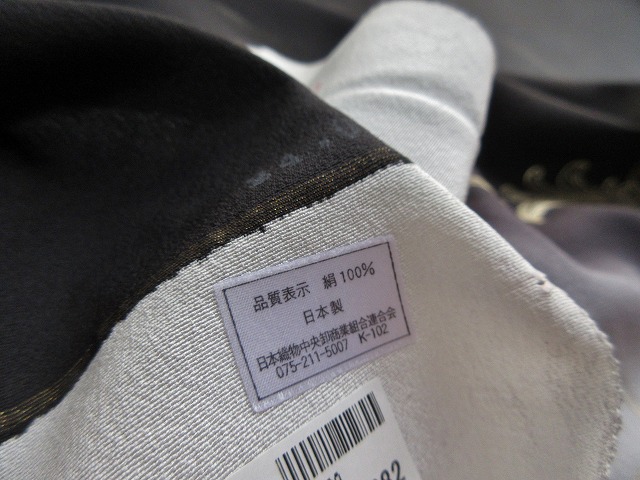 品質表示 絹100%
日本製
日本織物中央卸商業組合連合会
075-211-5007 K-102